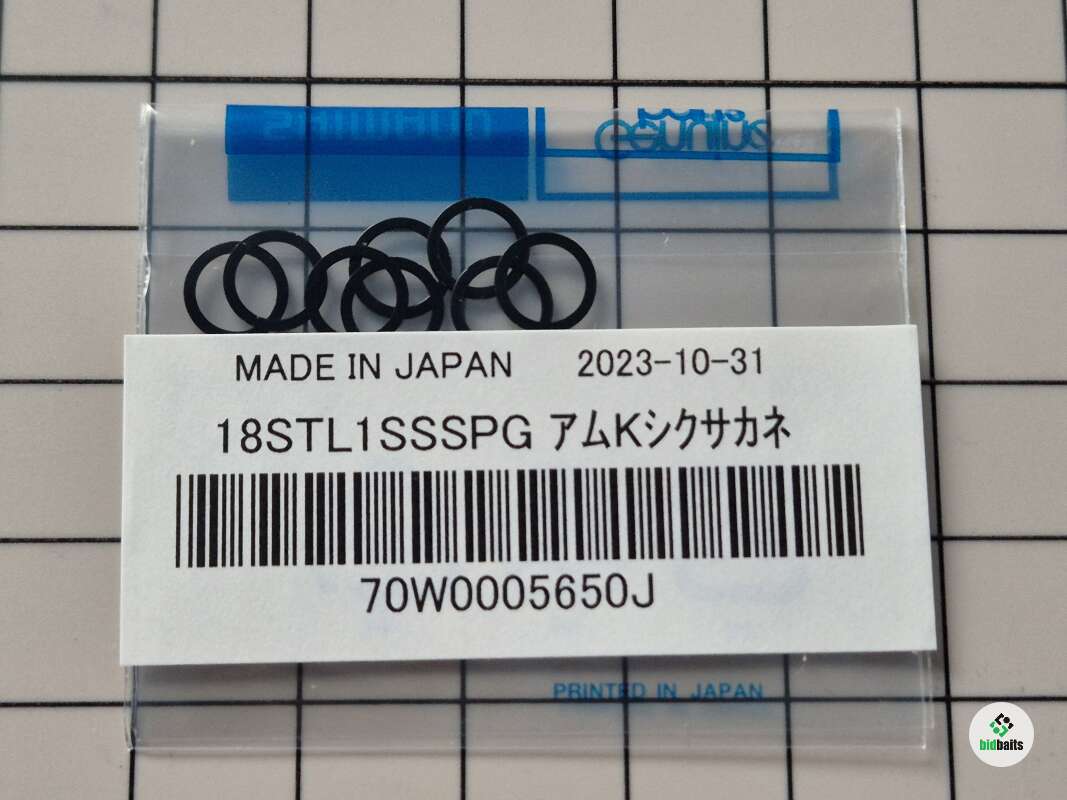 SHIMANO
MADE IN JAPAN 2023-10-31
18STL1SSSPG アムKシクサカネ
70W0005650J
PRINTED IN JAPAN
bidbaits